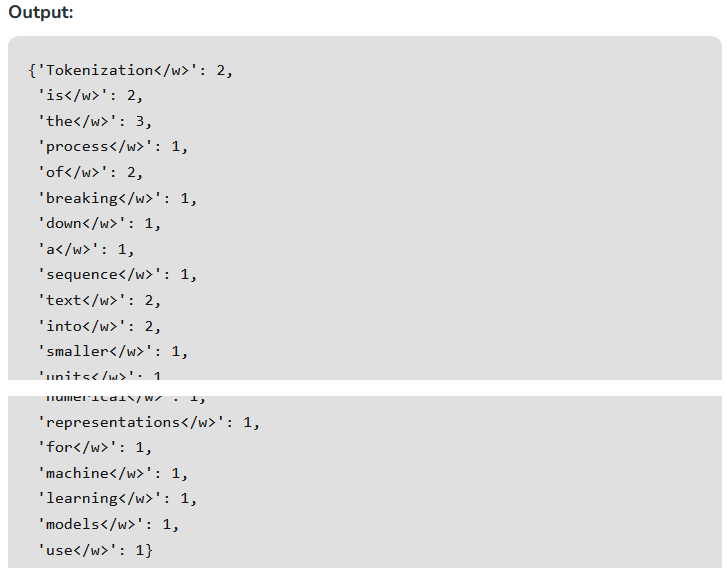 Output:
{'Tokenization</w>': 2,
'is</w>': 2,
'the</w>': 3,
'process</w>': 1,
'of</w>': 2,
'breaking</w>': 1,
'down</w>': 1,
'a</w>': 1,
'sequence</w>': 1,
'text</w>': 2,
'into</w>': 2,
'smaller</w>': 1,
'units</w>': 1
'numerical</w>': 1,
'representations</w>': 1,
'for</w>': 1,
'machine</w>': 1,
'learning</w>': 1,
'models</w>': 1,
'use</w>': 1}